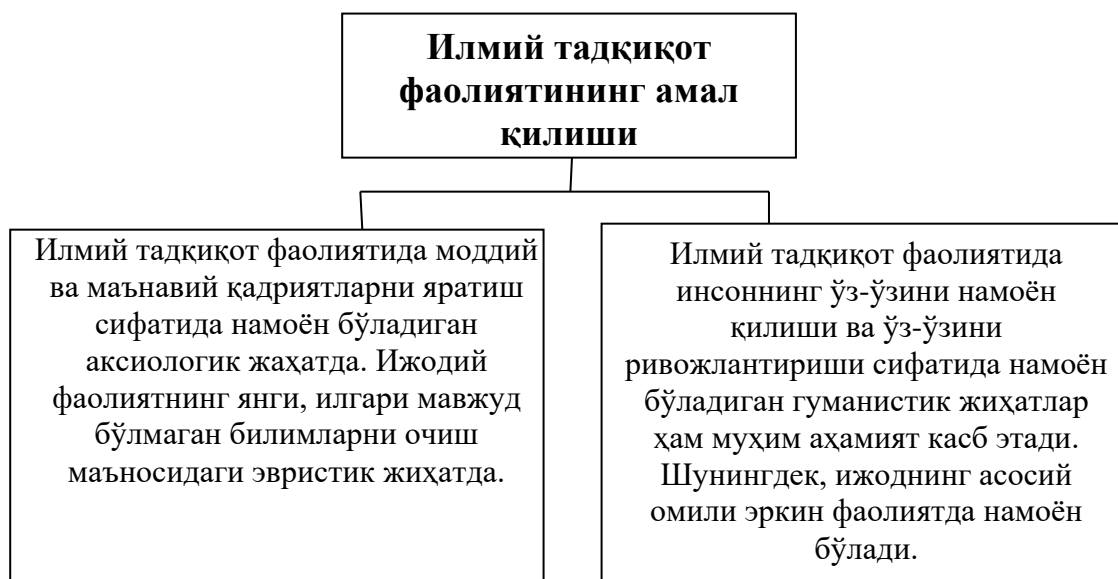 Илмий тадқиқот
фаолиятининг амал
қилиши
Илмий тадқиқот фаолиятида моддий
ва маънавий қадриятларни яратиш
сифатида намоён бўладиган
аксиологик жаҳатда. Ижодий
фаолиятнинг янги, илгари мавжуд
бўлмаган билимларни очиш
маъносидаги эвристик жиҳатда.
Илмий тадқиқот фаолиятида
инсоннинг ўз-ўзини намоён
қилиши ва ўз-ўзини
ривожлантириши сифатида намоён
бўладиган гуманистик жиҳатлар
ҳам муҳим аҳамият касб этади.
Шунингдек, ижоднинг асосий
омили эркин фаолиятда намоён
бўлади.